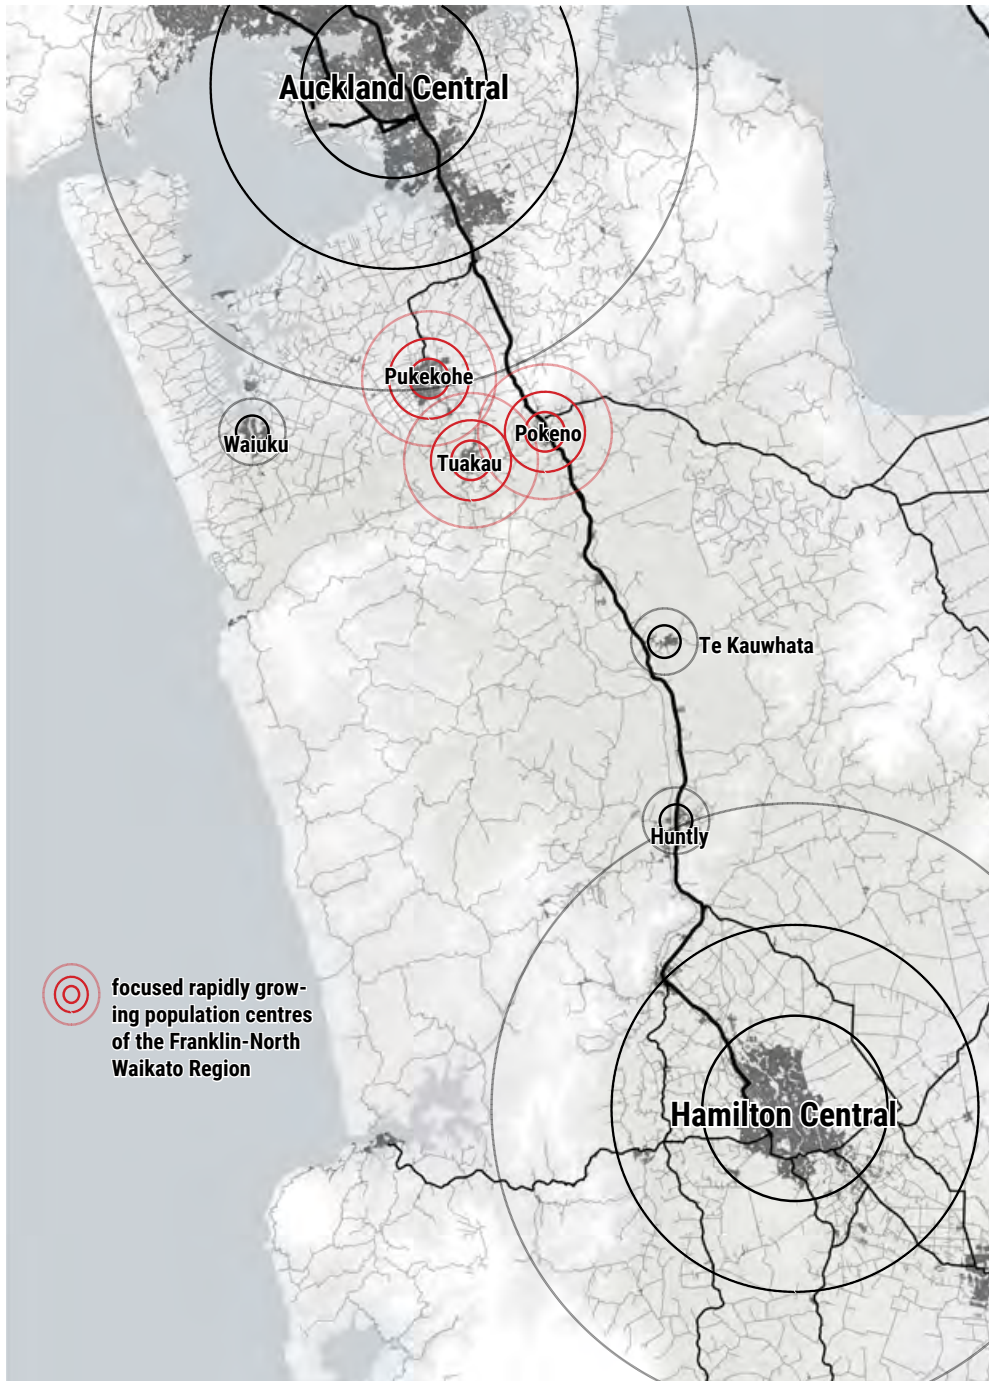 Auckland Central
Pukekohe
Pokeno
Waiuku
Tuakau
Te Kauwhata
Huntly
focused rapidly grow-
ing population centres
of the Franklin-North
Waikato Region
Hamilton Central